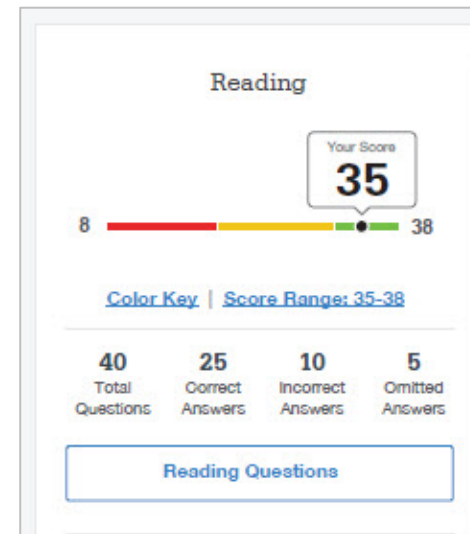 Reading
Your Score
35
8 38
Color Key | Score Range: 35-38
40 25 10 5
Total Correct Incorrect Omitted
Questions Answers Answers Answers
Reading Questions